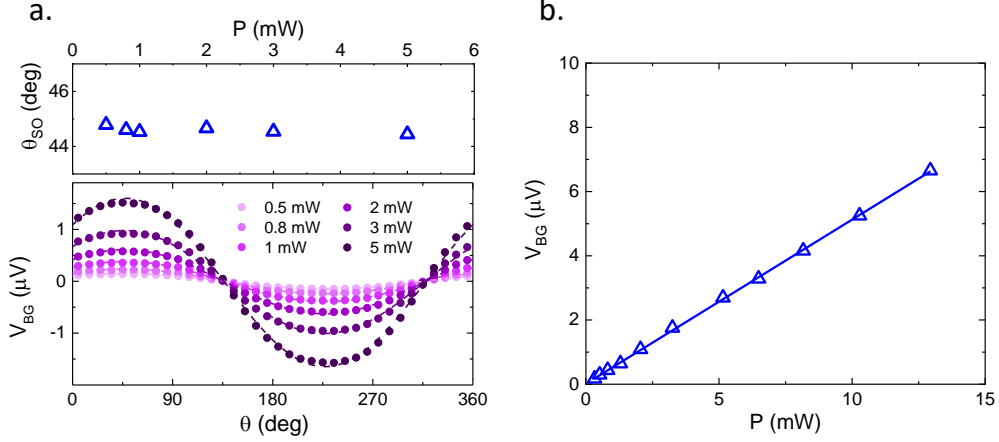 a.
P (mW)
0 1 2 3 4 5 6
46
44
θSO (deg)
1
0
-1
VBG (μV)
0.5 mW 2 mW
0.8 mW 3 mW
1 mW 5 mW
0 90 180 270 360
θ (deg)
b.
10
8
6
4
2
0
VBG (μV)
0 5 10 15
P (mW)